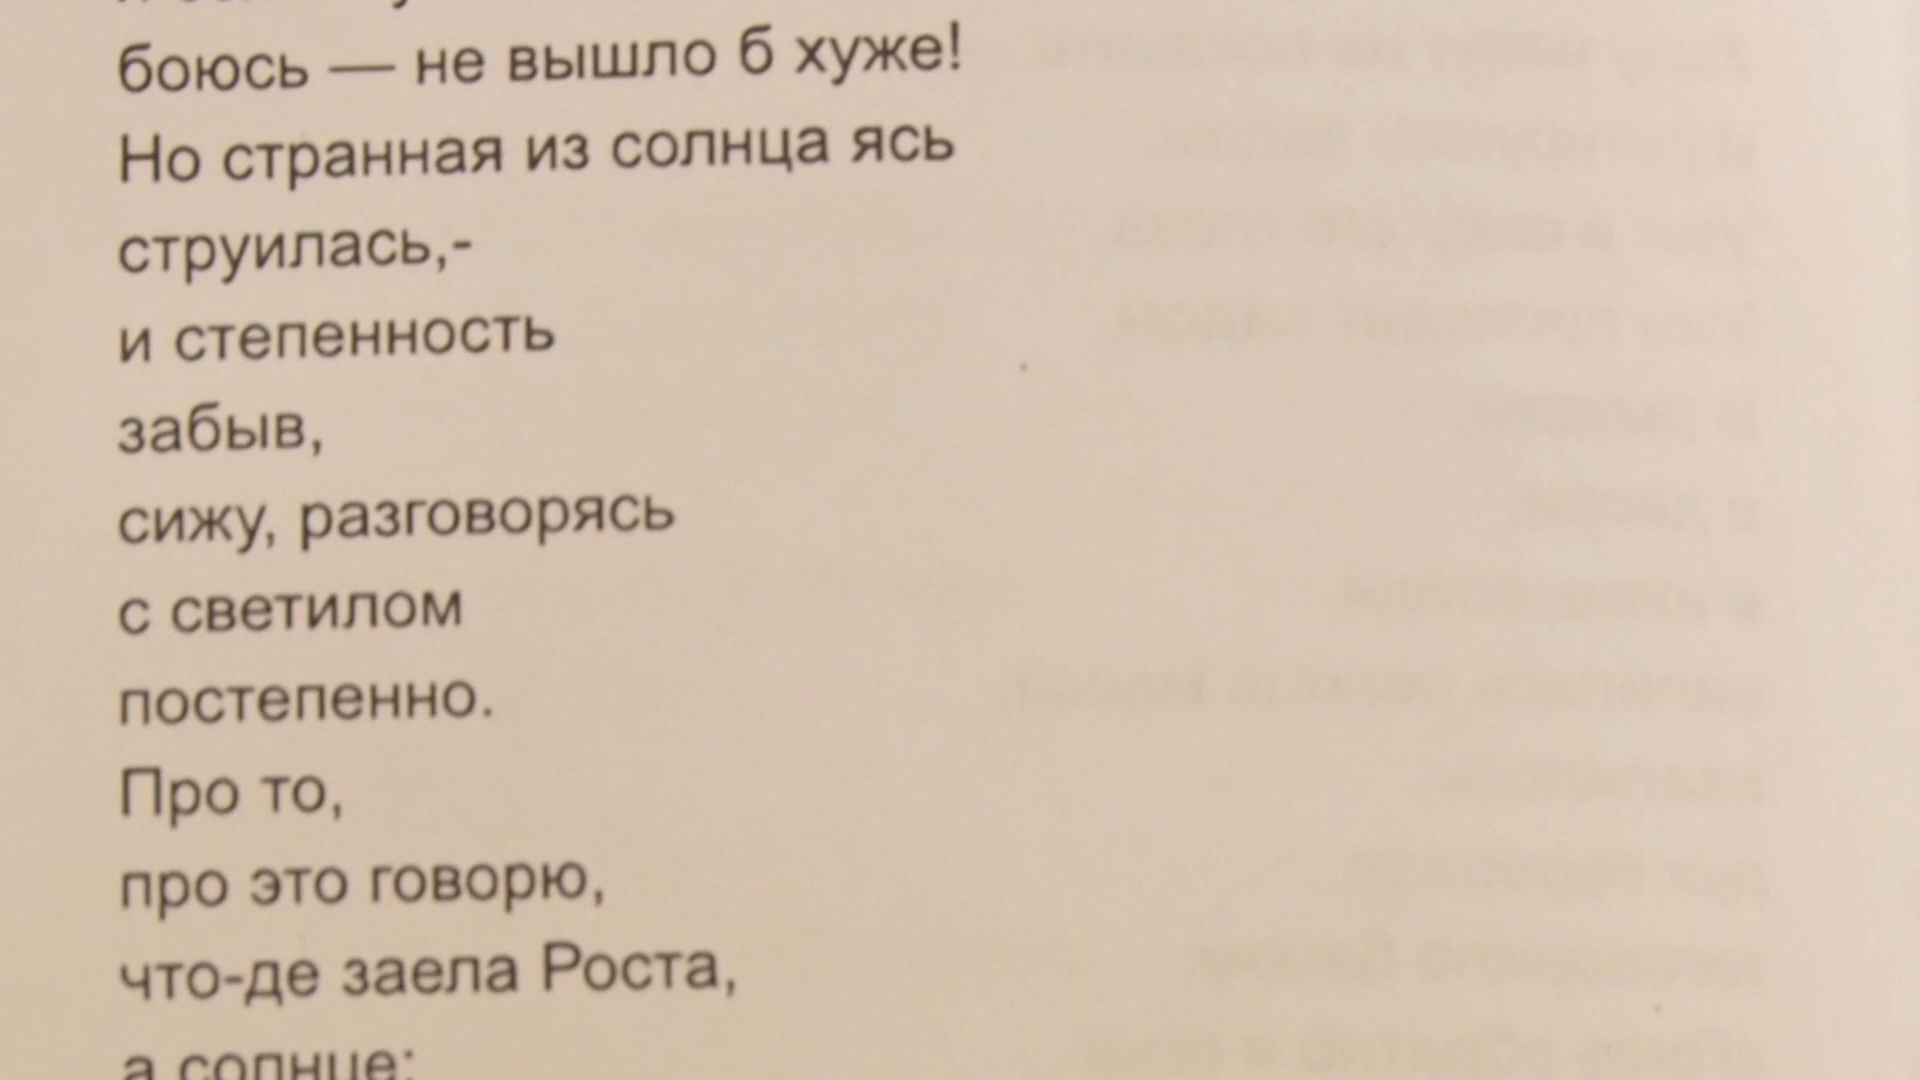 боюсь — не вышло б хуже!
Но странная из солнца ясь
струилась,-
и степенность
забыв,
сижу, разговорясь
с светилом
постепенно.
Про то,
про это говорю,
что-де заела Роста,
а солнце: